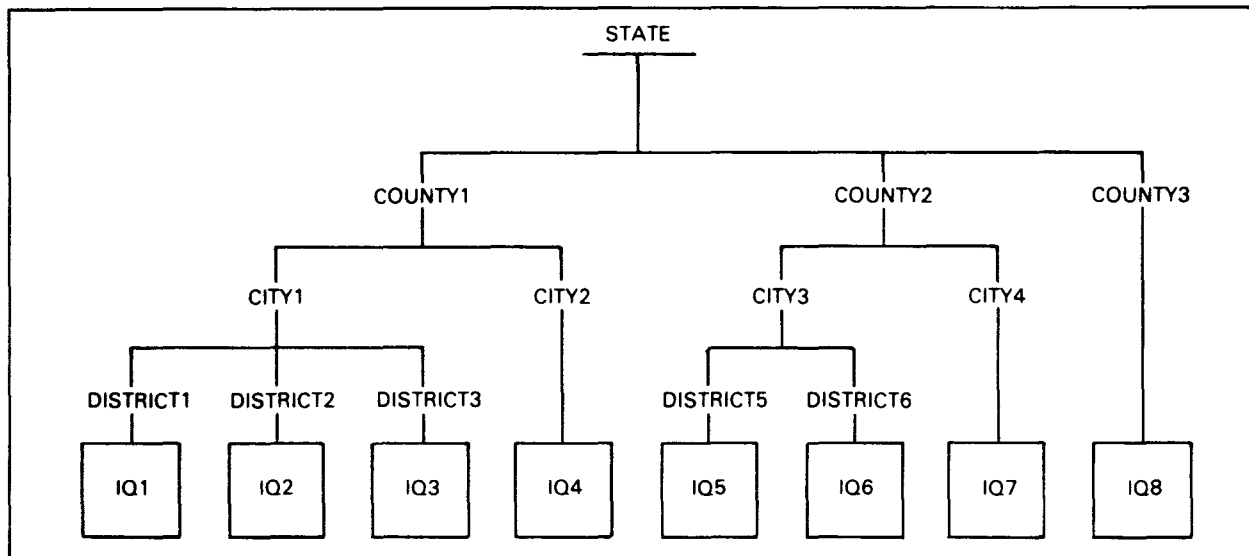 STATE
COUNTY1 COUNTY2 COUNTY3
CITY1 CITY2 CITY3 CITY4
DISTRICT1 DISTRICT2 DISTRICT3 DISTRICT5 DISTRICT6
IQ1 IQ2 IQ3 IQ4 IQ5 IQ6 IQ7 IQ8